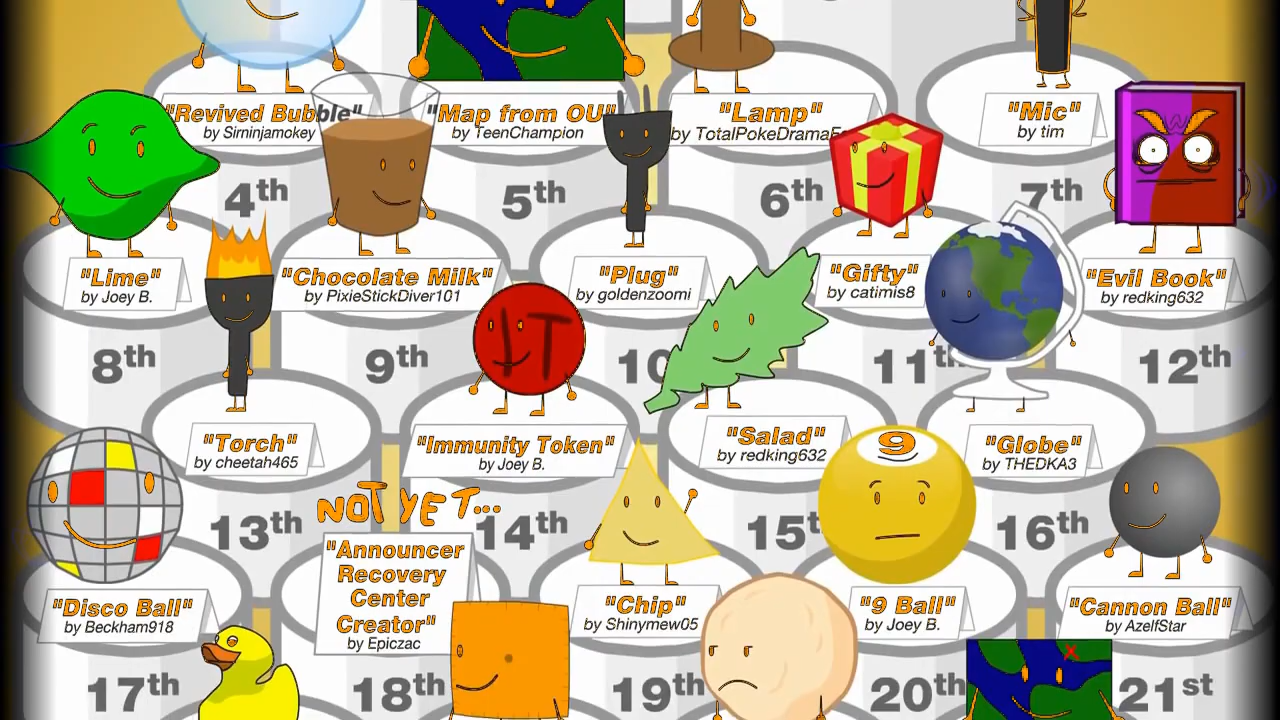 "Revived Bubble"
by Sirninjamokey
"Map from OU"
by TeenChampion
"Lamp"
by
"Mic"
by tim
4th
5th
6th
7th
"Lime"
by Joey B.
"Chocolate Milk"
by PixieStickDiver101
"Plug"
by goldenzoomi
"Gifty"
by catimis8
"Evil Book"
by redking632
8th
9th
10
11th
12th
1T
"Torch"
by cheetah465
"Immunity Token"
by Joey B.
"Salad"
by redking632
"Globe"
by THEDKA3
9
13th
NOT YET...
14th
15t
16th
"Disco Ball"
by Beckham918
"Announcer
Recovery
Center
Creator"
by Epiczac
"Chip"
by Shinymew05
"9 Ball"
by Joey B.
"Cannon Ball"
by AzelfStar
17th
18th
19th
20th
21st